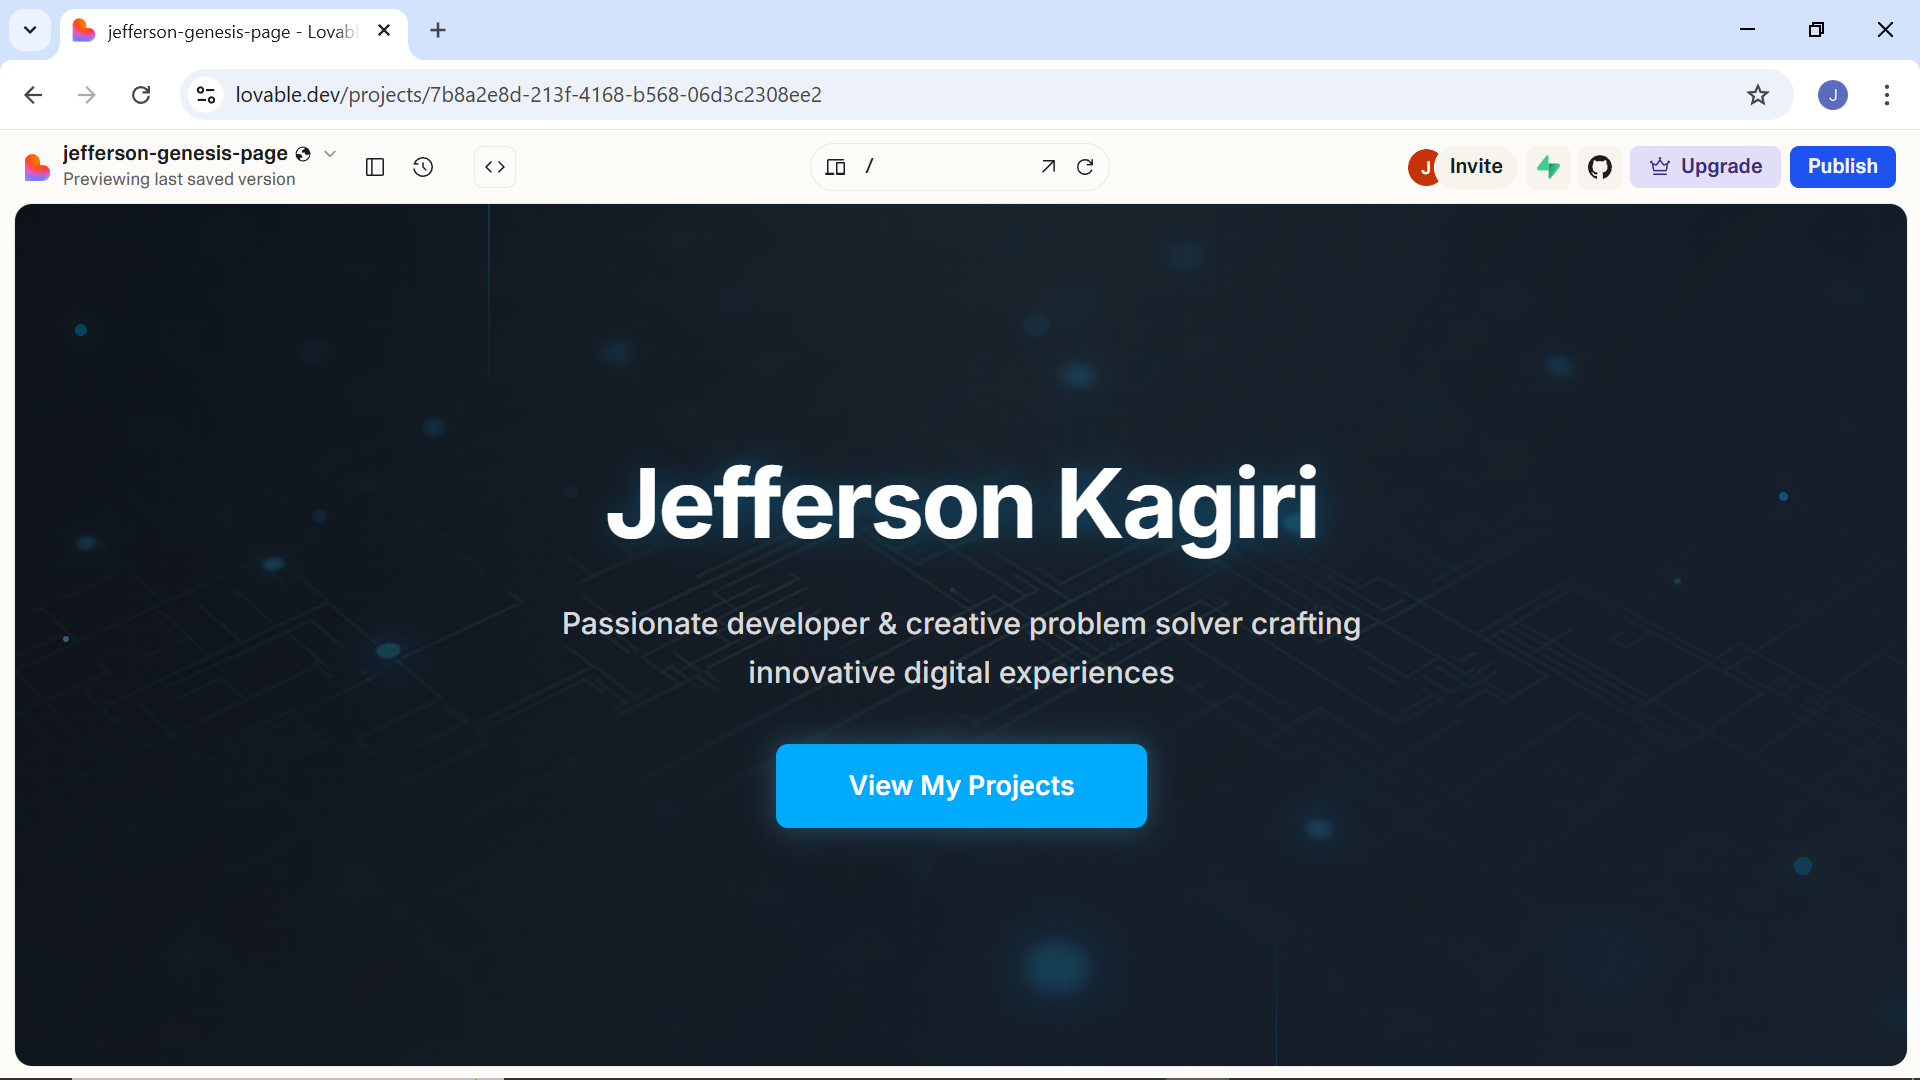 jefferson-genesis-page - Lovabl
lovable.dev/projects/7b8a2e8d-213f-4168-b568-06d3c2308ee2
J
jefferson-genesis-page
Previewing last saved version
/
J
Invite
Upgrade
Publish
Jefferson Kagiri
Passionate developer & creative problem solver crafting
innovative digital experiences
View My Projects